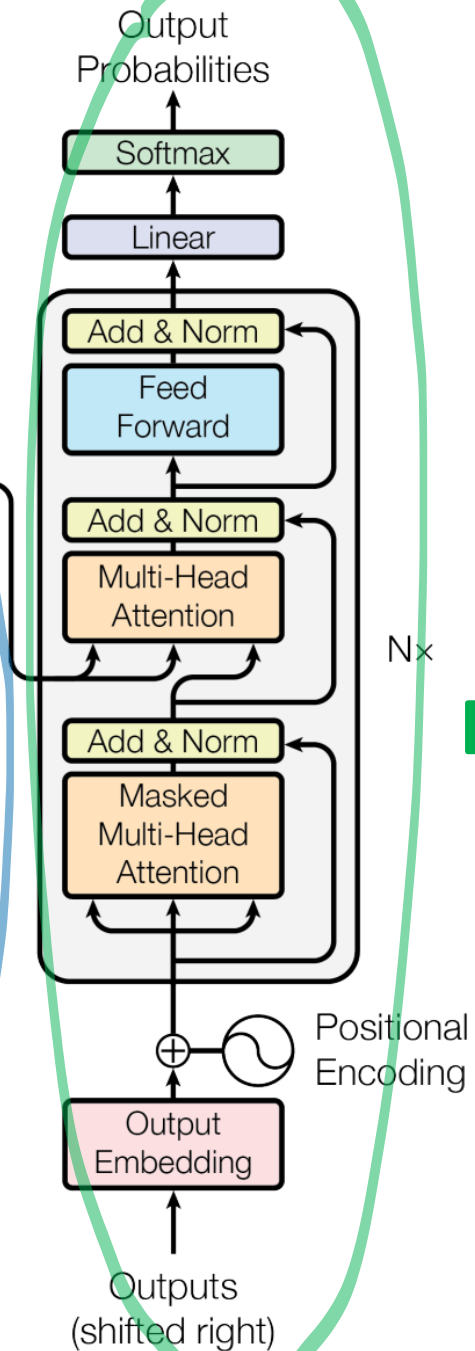 Output
Probabilities
Softmax
Linear
Add & Norm
Feed
Forward
Add & Norm
Multi-Head
Attention
N×
Add & Norm
Masked
Multi-Head
Attention
Positional
Encoding
Output
Embedding
Outputs
(shifted right)